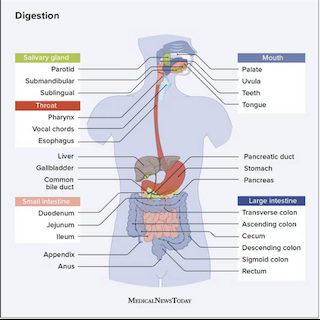 Digestion
Salivary gland
Parotid
Submandibular
Sublingual
Throat
Pharynx
Vocal chords
Esophagus
Liver
Gallbladder
Common
bile duct
Small intestine
Duodenum
Jejunum
Ileum
Appendix
Anus
Mouth
Palate
Uvula
Teeth
Tongue
Pancreatic duct
Stomach
Pancreas
Large intestine
Transverse colon
Ascending colon
Cecum
Descending colon
Sigmoid colon
Rectum
MEDICALNEWSTODAY